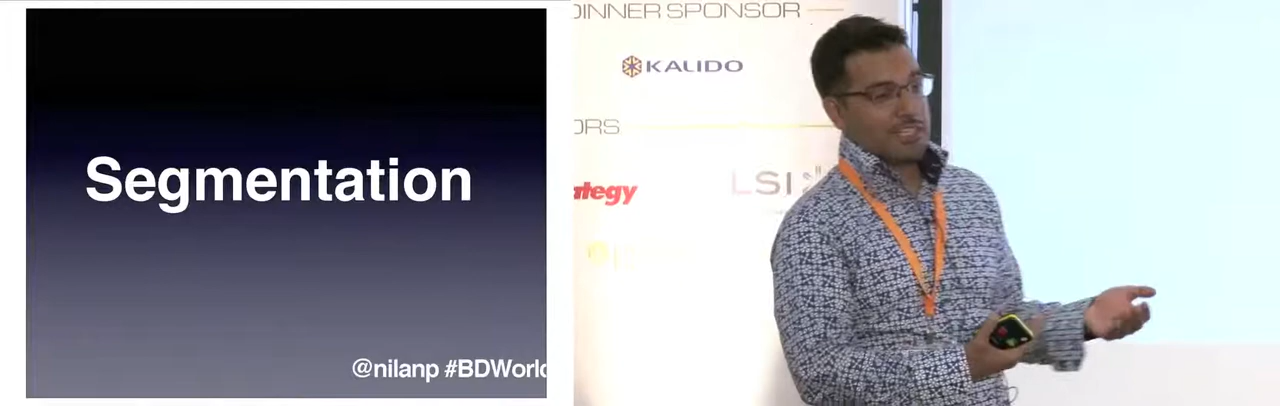 Segmentation
@nilanp #BDWorld
DINNER SPONSOR
KALIDO
ORS
ategy
LSI